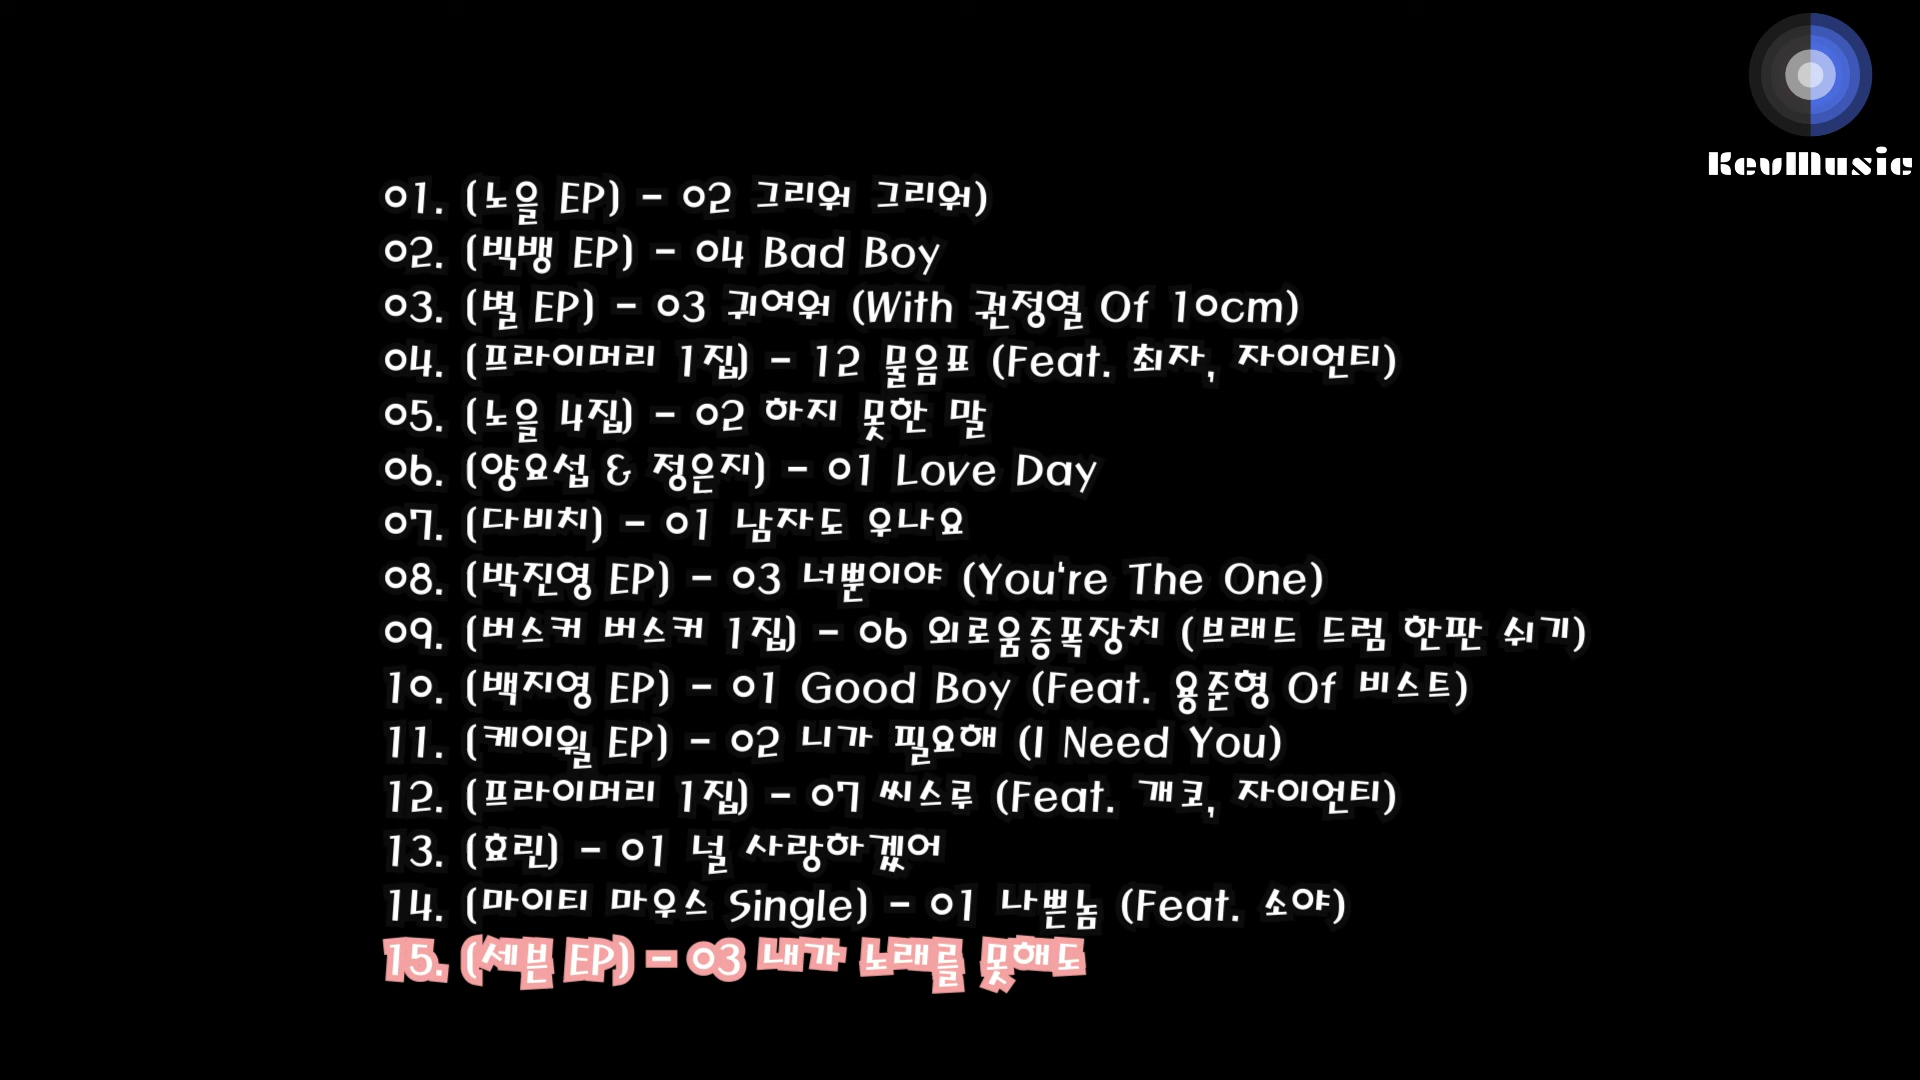 KevMusic
01. (노을 EP) - 02 그리워 그리워)
02. (빅뱅 EP) - 04 Bad Boy
03. (별 EP) - 03 귀여워 (With 권정열 Of 10cm)
04. (프라이머리 1집) - 12 물음표 (Feat. 최자, 자이언티)
05. (노을 4집) - 02 하지 못한 말
06. (양요섭 & 정은지) - 01 Love Day
07. (다비치) - 01 남자도 우나요
08. (박진영 EP) - 03 너뿐이야 (You're The One)
09. (버스커 버스커 1집) - 06 외로움증폭장치 (브래드 드럼 한판 쉬기)
10. (백지영 EP) - 01 Good Boy (Feat. 용준형 Of 비스트)
11. (케이윌 EP) - 02 니가 필요해 (I Need You)
12. (프라이머리 1집) - 07 씨스루 (Feat. 개코, 자이언티)
13. (효린) - 01 널 사랑하겠어
14. (마이티 마우스 Single) - 01 나쁜놈 (Feat. 소야)
15. (세븐 EP) - 03 내가 노래를 못해도